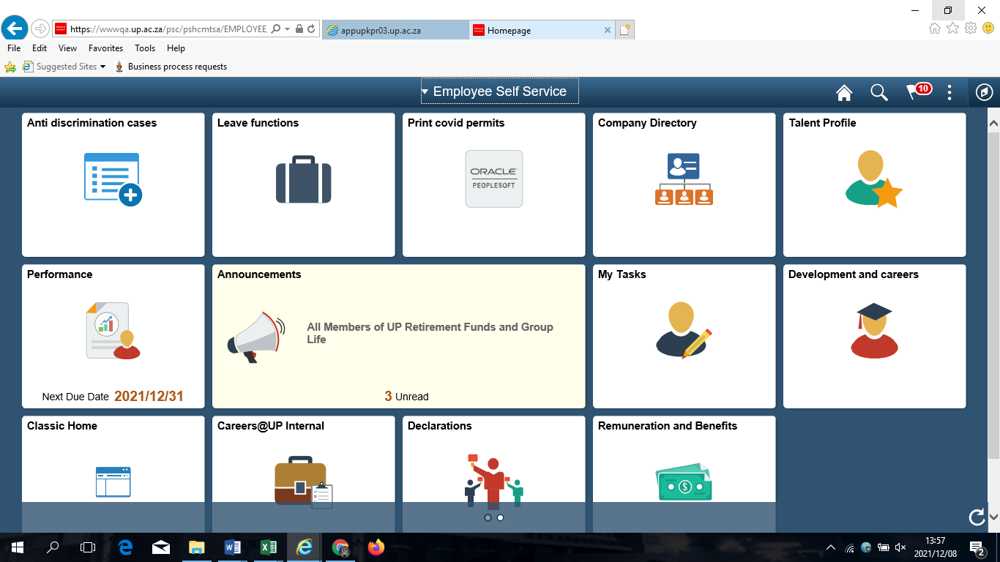 https://wwwqa.up.ac.za/psc/pshcmtsa/EMPLOYEE,
appupkpr03.up.ac.za
Homepage
File Edit View Favorites Tools Help
Suggested Sites Business process requests
Employee Self Service
10
Anti discrimination cases
Leave functions
Print covid permits
ORACLE
PEOPLESOFT
Company Directory
Talent Profile
Performance
Next Due Date 2021/12/31
Announcements
All Members of UP Retirement Funds and Group
Life
3 Unread
My Tasks
Development and careers
Classic Home
Careers@UP Internal
Declarations
Remuneration and Benefits
13:57
2021/12/08
2